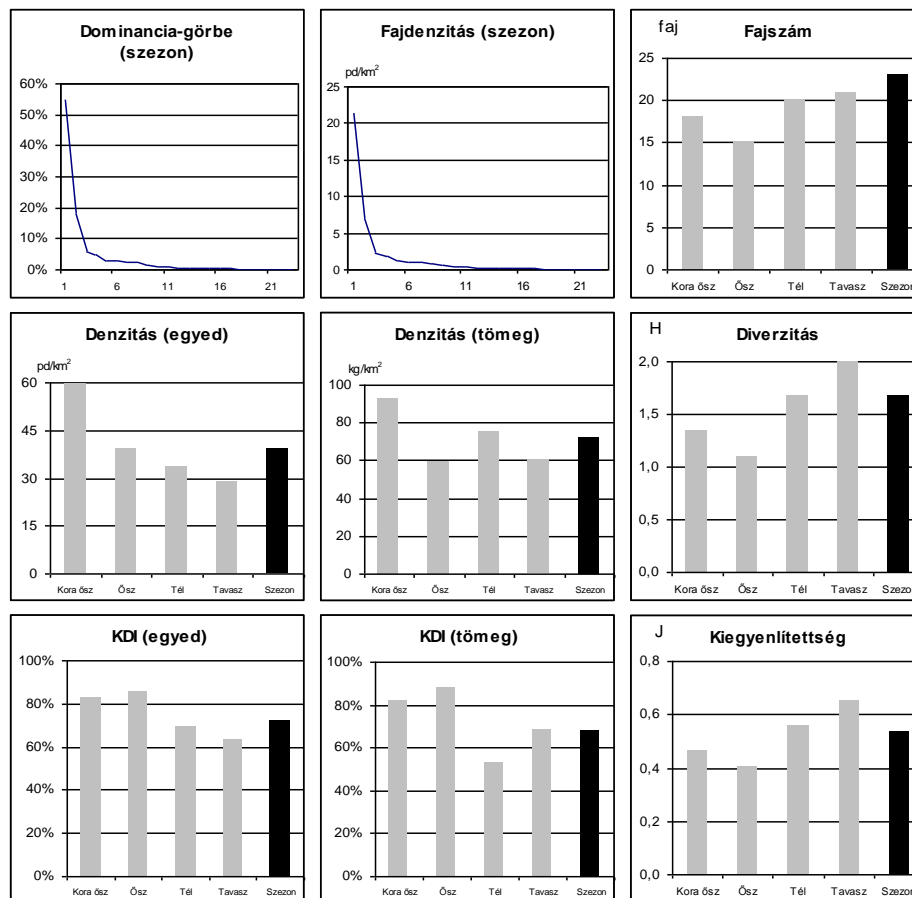 Dominancia-görbe
(szezon)
60%
50%
40%
30%
20%
10%
0%
1 6 11 16 21
Fajdenzitás (szezon)
pd/km²
25
20
15
10
5
0
1 6 11 16 21
faj
Fajszám
25
20
15
10
5
0
Kora ősz Ősz Tél Tavasz Szezon
Denzitás (egyed)
pd/km²
60
45
30
15
0
Kora ősz Ősz Tél Tavasz Szezon
Denzitás (tömeg)
kg/km²
100
80
60
40
20
0
Kora ősz Ősz Tél Tavasz Szezon
H
Diverzitás
2,0
1,5
1,0
0,5
0,0
Kora ősz Ősz Tél Tavasz Szezon
KDI (egyed)
100%
80%
60%
40%
20%
0%
Kora ősz Ősz Tél Tavasz Szezon
KDI (tömeg)
100%
80%
60%
40%
20%
0%
Kora ősz Ősz Tél Tavasz Szezon
J
Kiegyenlítettség
0,8
0,6
0,4
0,2
0,0
Kora ősz Ősz Tél Tavasz Szezon